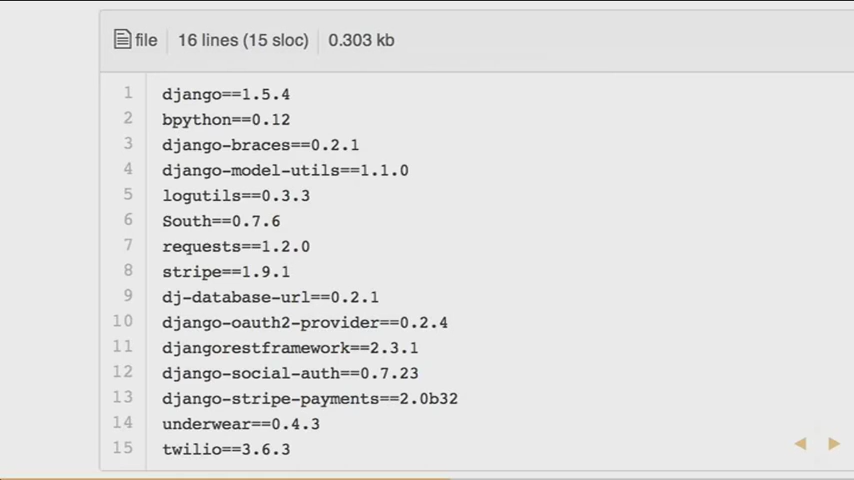 file 16 lines (15 sloc) 0.303 kb
1 django==1.5.4
2 bpython==0.12
3 django-braces==0.2.1
4 django-model-utils==1.1.0
5 logutils==0.3.3
6 South==0.7.6
7 requests==1.2.0
8 stripe==1.9.1
9 dj-database-url==0.2.1
10 django-oauth2-provider==0.2.4
11 djangorestframework==2.3.1
12 django-social-auth==0.7.23
13 django-stripe-payments==2.0b32
14 underwear==0.4.3
15 twilio==3.6.3